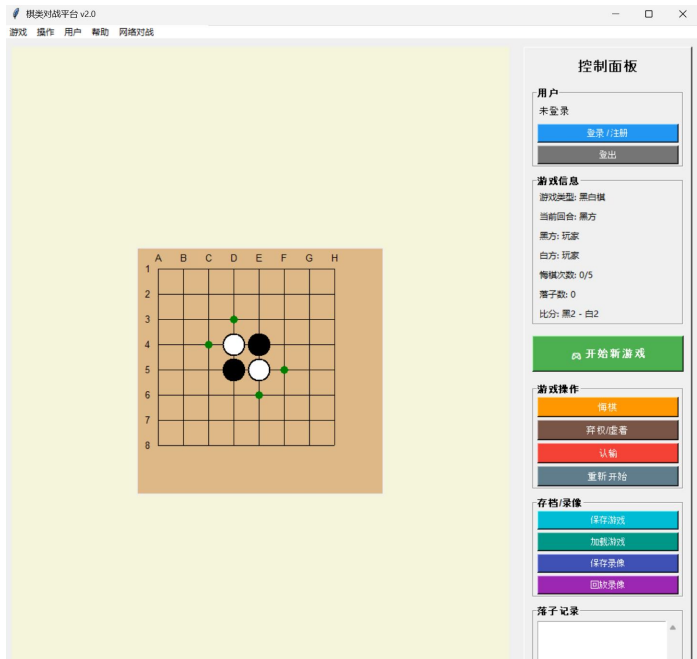 棋类对战平台 v2.0
游戏 操作 用户 帮助 网络对战
A B C D E F G H
1
2
3
4
5
6
7
8
控制面板
用户
未登录
登录 / 注册
登出
游戏信息
游戏类型: 黑白棋
当前回合: 黑方
黑方: 玩家
白方: 玩家
悔棋次数: 0/5
落子数: 0
比分: 黑2 - 白2
开始新游戏
游戏操作
悔棋
弃权/虚着
认输
重新开始
存档/录像
保存游戏
加载游戏
保存录像
回放录像
落子记录